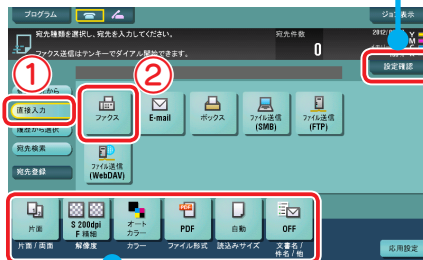 プログラム
ジョブ表示
宛先種類を選択し、宛先を入力してください。
ファクス送信はテンキーでダイアル開始できます。
宛先件数
0
Y
M
設定確認
①
②
から
直接入力
履歴から選択
宛先検索
宛先登録
ファクス
E-mail
ボックス
ファイル送信
(SMB)
ファイル送信
(FTP)
ファイル送信
(WebDAV)
片面
S 200dpi
F 精細
オート
カラー
PDF
自動
OFF
片面/両面
解像度
カラー
ファイル形式
読込みサイズ
文書名/
件名/他
応用設定